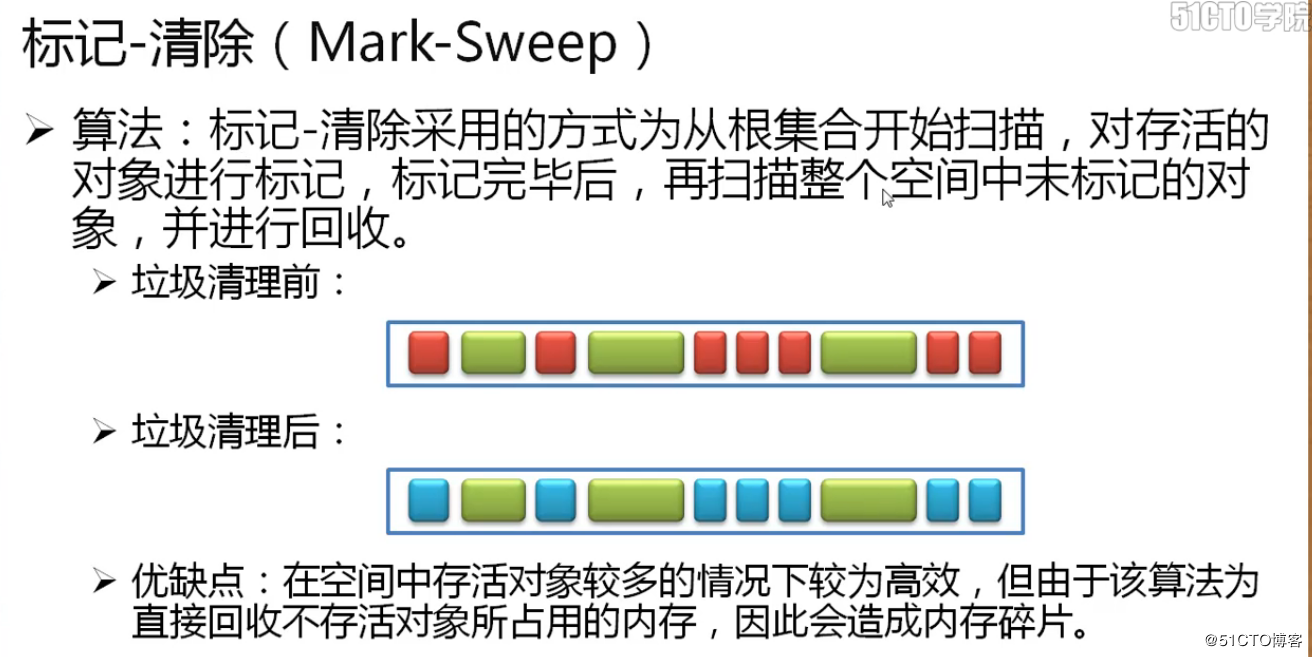 51CTO学院
标记-清除（Mark-Sweep）
算法：标记-清除采用的方式为从根集合开始扫描，对存活的
对象进行标记，标记完毕后，再扫描整个空间中未标记的对
象，并进行回收。
垃圾清理前：
垃圾清理后：
优缺点：在空间中存活对象较多的情况下较为高效，但由于该算法为
直接回收不存活对象所占用的内存，因此会造成内存碎片。
@51CTO博客